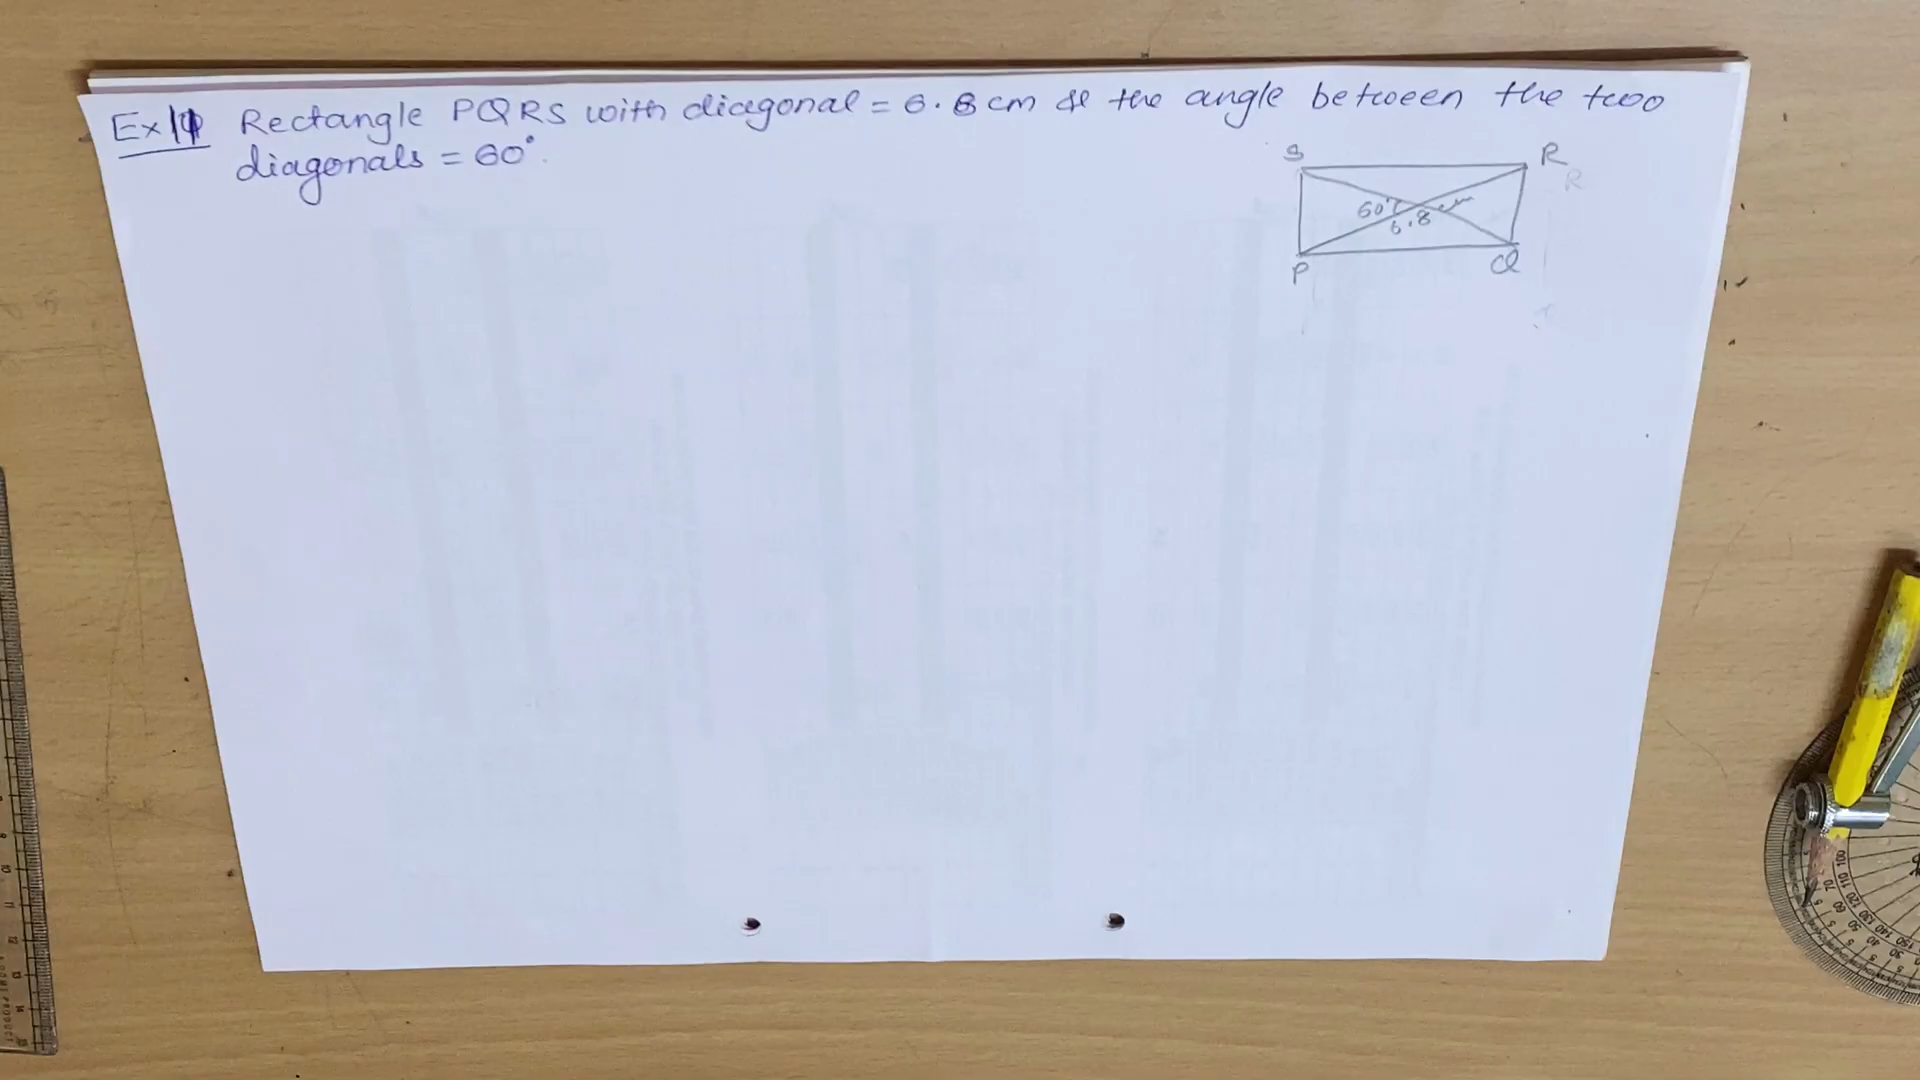 Ex 14 Rectangle PQRS with diagonal = 6.8 cm & the angle between the two
diagonals = 60°.
S R
R
60°
6.8 cm
P Q